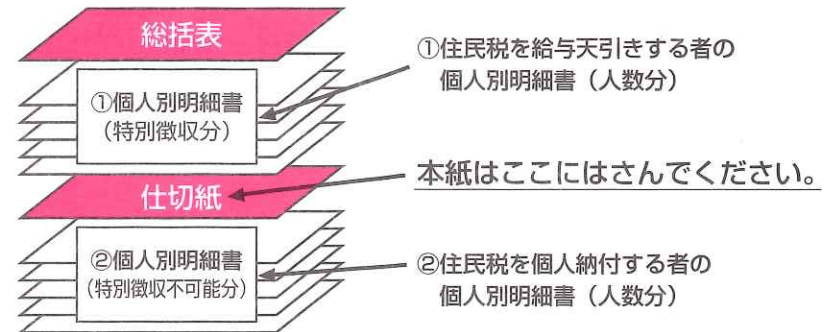 総括表
①個人別明細書
（特別徴収分）
①住民税を給与天引きする者の
個人別明細書（人数分）
仕切紙
本紙はここにはさんでください。
②個人別明細書
（特別徴収不可能分）
②住民税を個人納付する者の
個人別明細書（人数分）